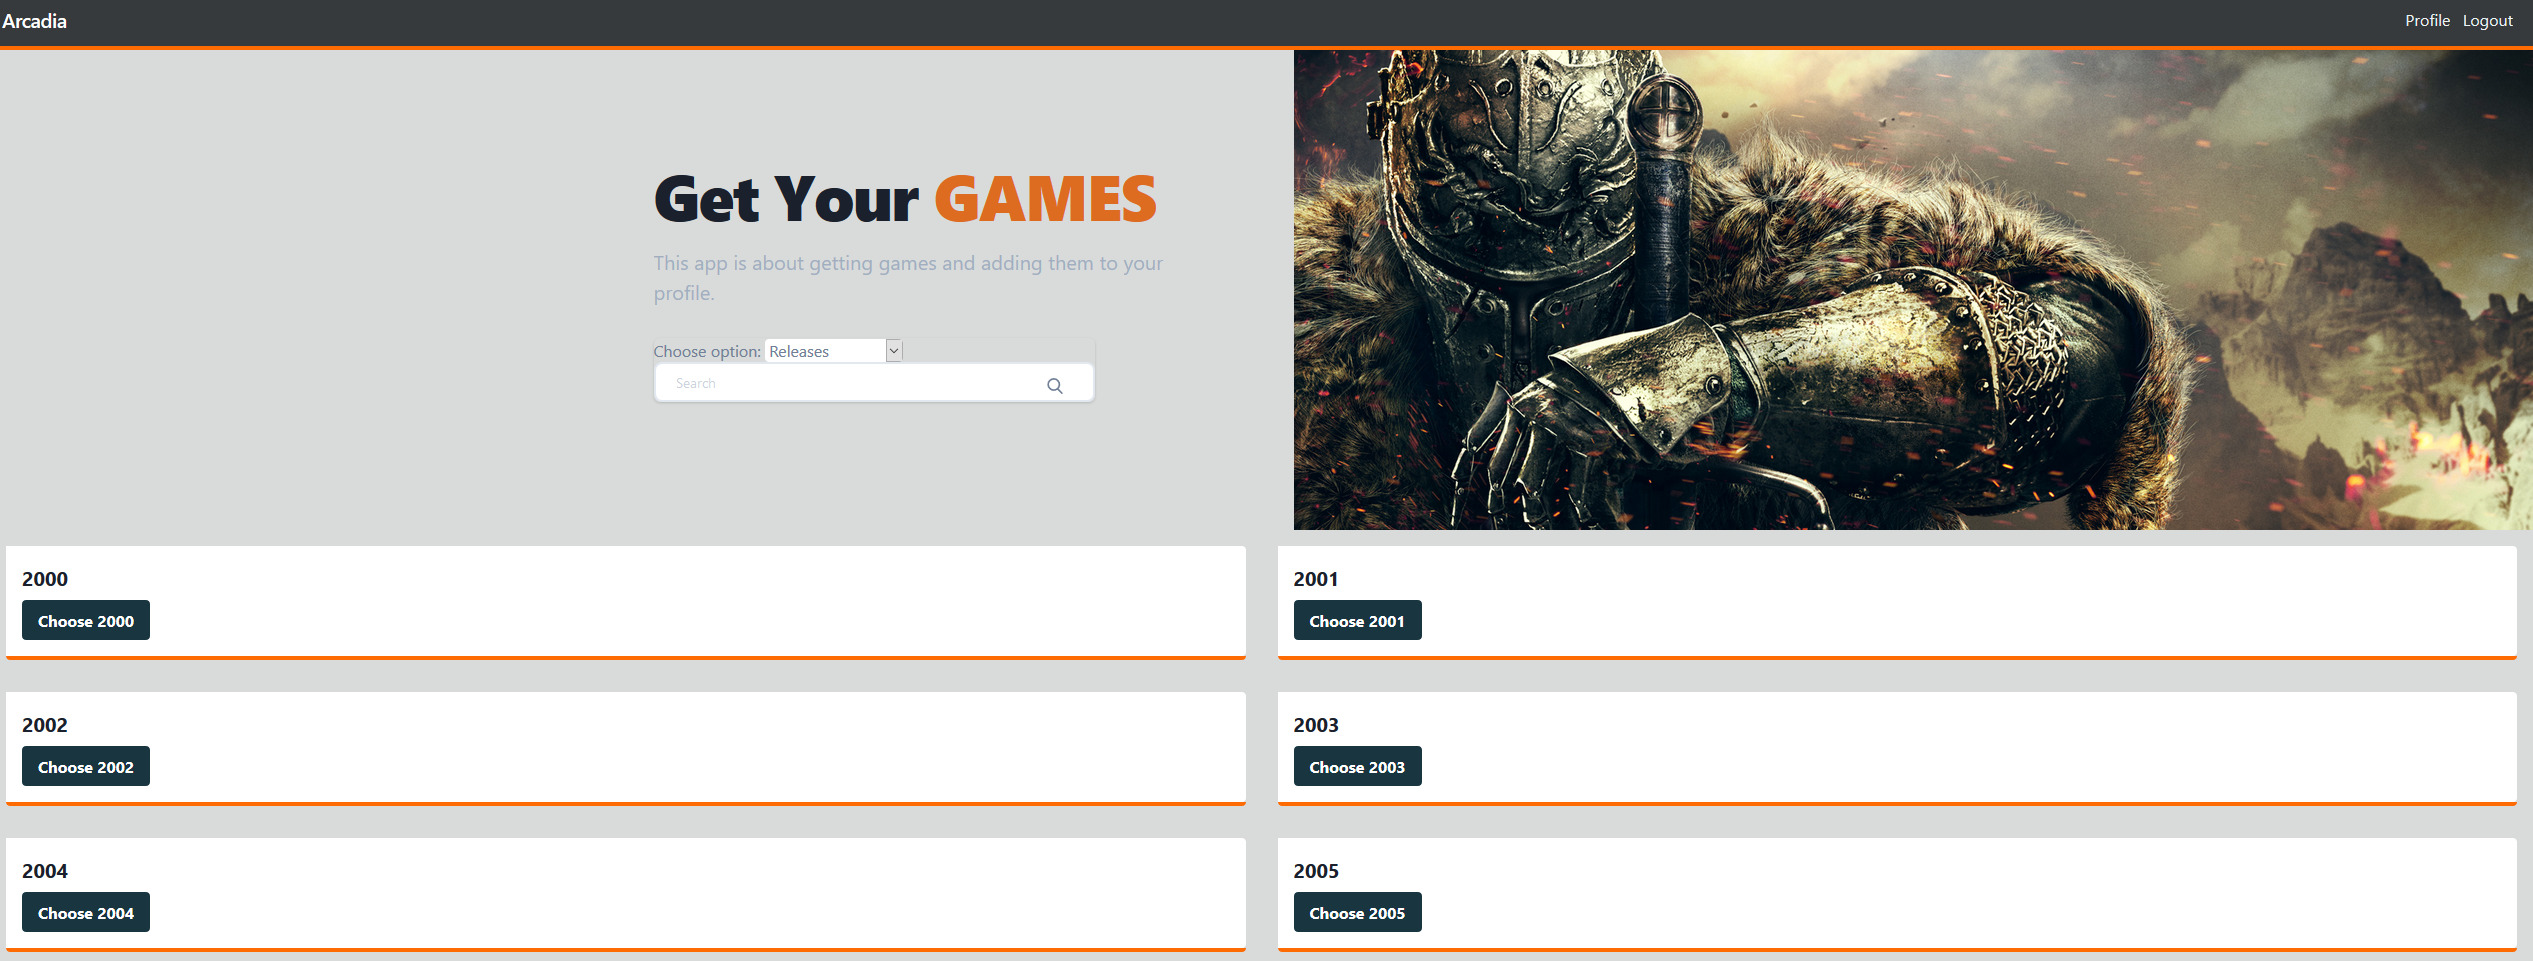 Arcadia
Profile Logout
Get Your GAMES
This app is about getting games and adding them to your
profile.
Choose option: Releases
Search
2000
Choose 2000
2001
Choose 2001
2002
Choose 2002
2003
Choose 2003
2004
Choose 2004
2005
Choose 2005